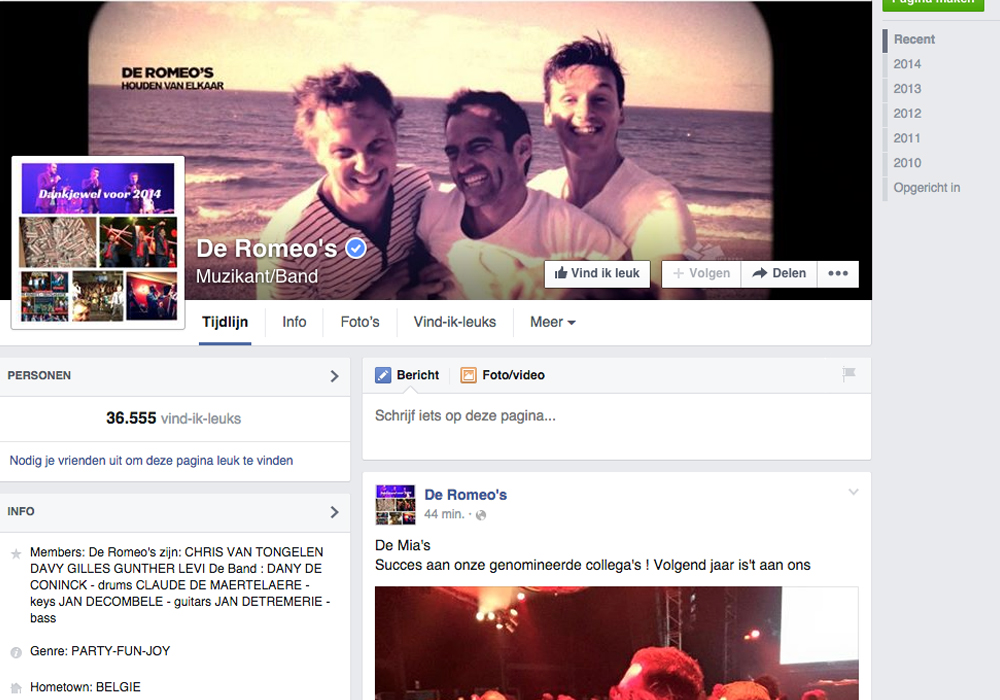 Pagina maken
DE ROMEO'S
HOUDEN VAN ELKAAR
Dankjewel voor 2014
De Romeo's
Muzikant/Band
Vind ik leuk
Volgen
Delen
Tijdlijn
Info
Foto's
Vind-ik-leuks
Meer
Recent
2014
2013
2012
2011
2010
Opgericht in
PERSONEN
36.555 vind-ik-leuks
Nodig je vrienden uit om deze pagina leuk te vinden
INFO
Members: De Romeo's zijn: CHRIS VAN TONGELEN
DAVY GILLES GUNTHER LEVI De Band : DANY DE
CONINCK - drums CLAUDE DE MAERTELAERE -
keys JAN DECOMBELE - guitars JAN DETREMERIE -
bass
Genre: PARTY-FUN-JOY
Hometown: BELGIE
Bericht
Foto/video
Schrijf iets op deze pagina...
De Romeo's
44 min. ·
De Mia's
Succes aan onze genomineerde collega's ! Volgend jaar is't aan ons